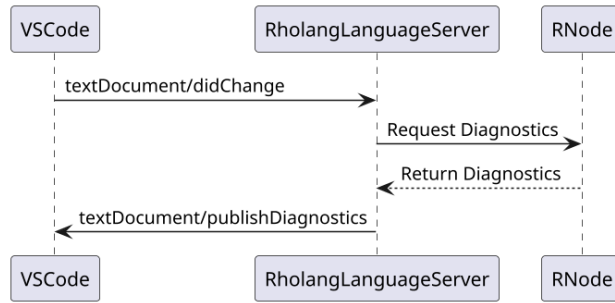 VSCode
RholangLanguageServer
RNode
textDocument/didChange
Request Diagnostics
Return Diagnostics
textDocument/publishDiagnostics
VSCode
RholangLanguageServer
RNode